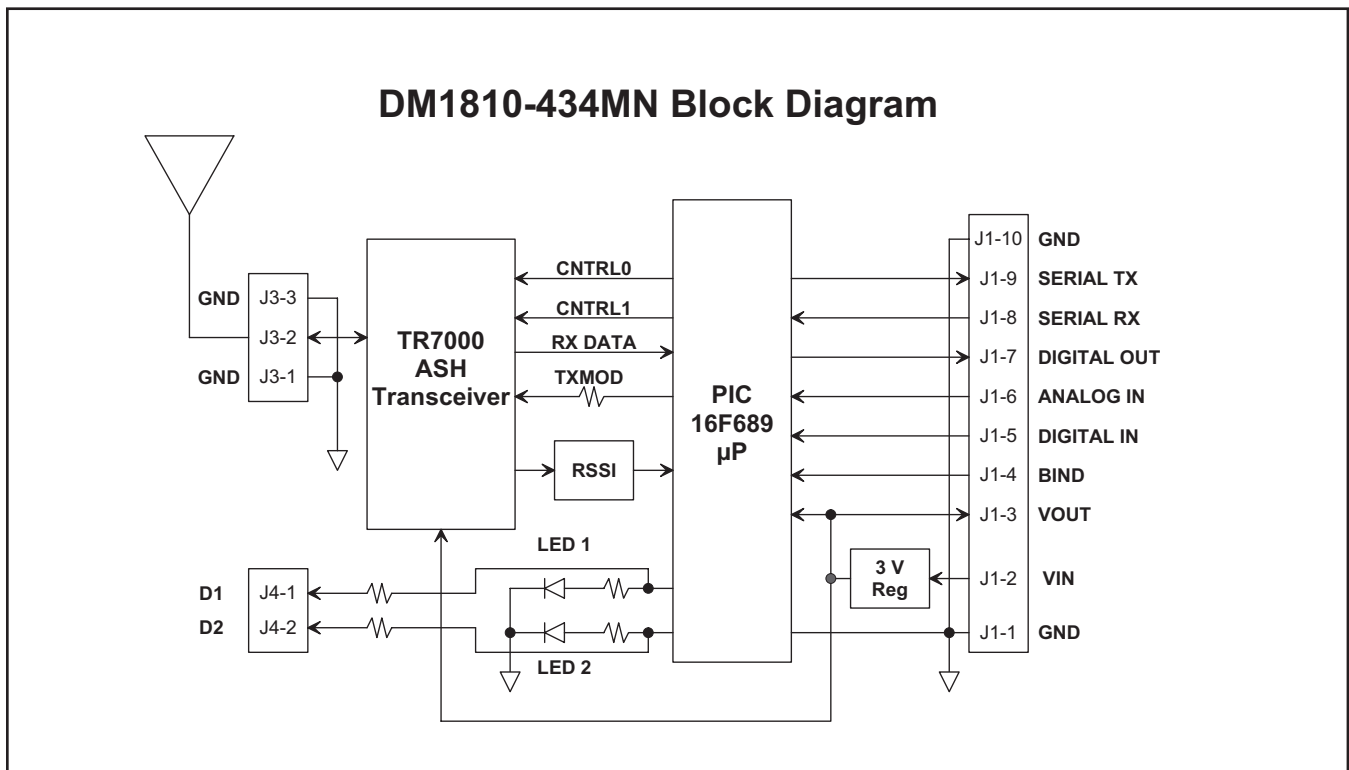 DM1810-434MN Block Diagram
GND
J3-3
J3-2
GND
J3-1
TR7000
ASH
Transceiver
CNTRL0
CNTRL1
RX DATA
TXMOD
RSSI
PIC
16F689
µP
J1-10 GND
J1-9 SERIAL TX
J1-8 SERIAL RX
J1-7 DIGITAL OUT
J1-6 ANALOG IN
J1-5 DIGITAL IN
J1-4 BIND
J1-3 VOUT
J1-2 VIN
J1-1 GND
3 V
Reg
LED 1
LED 2
D1 J4-1
D2 J4-2